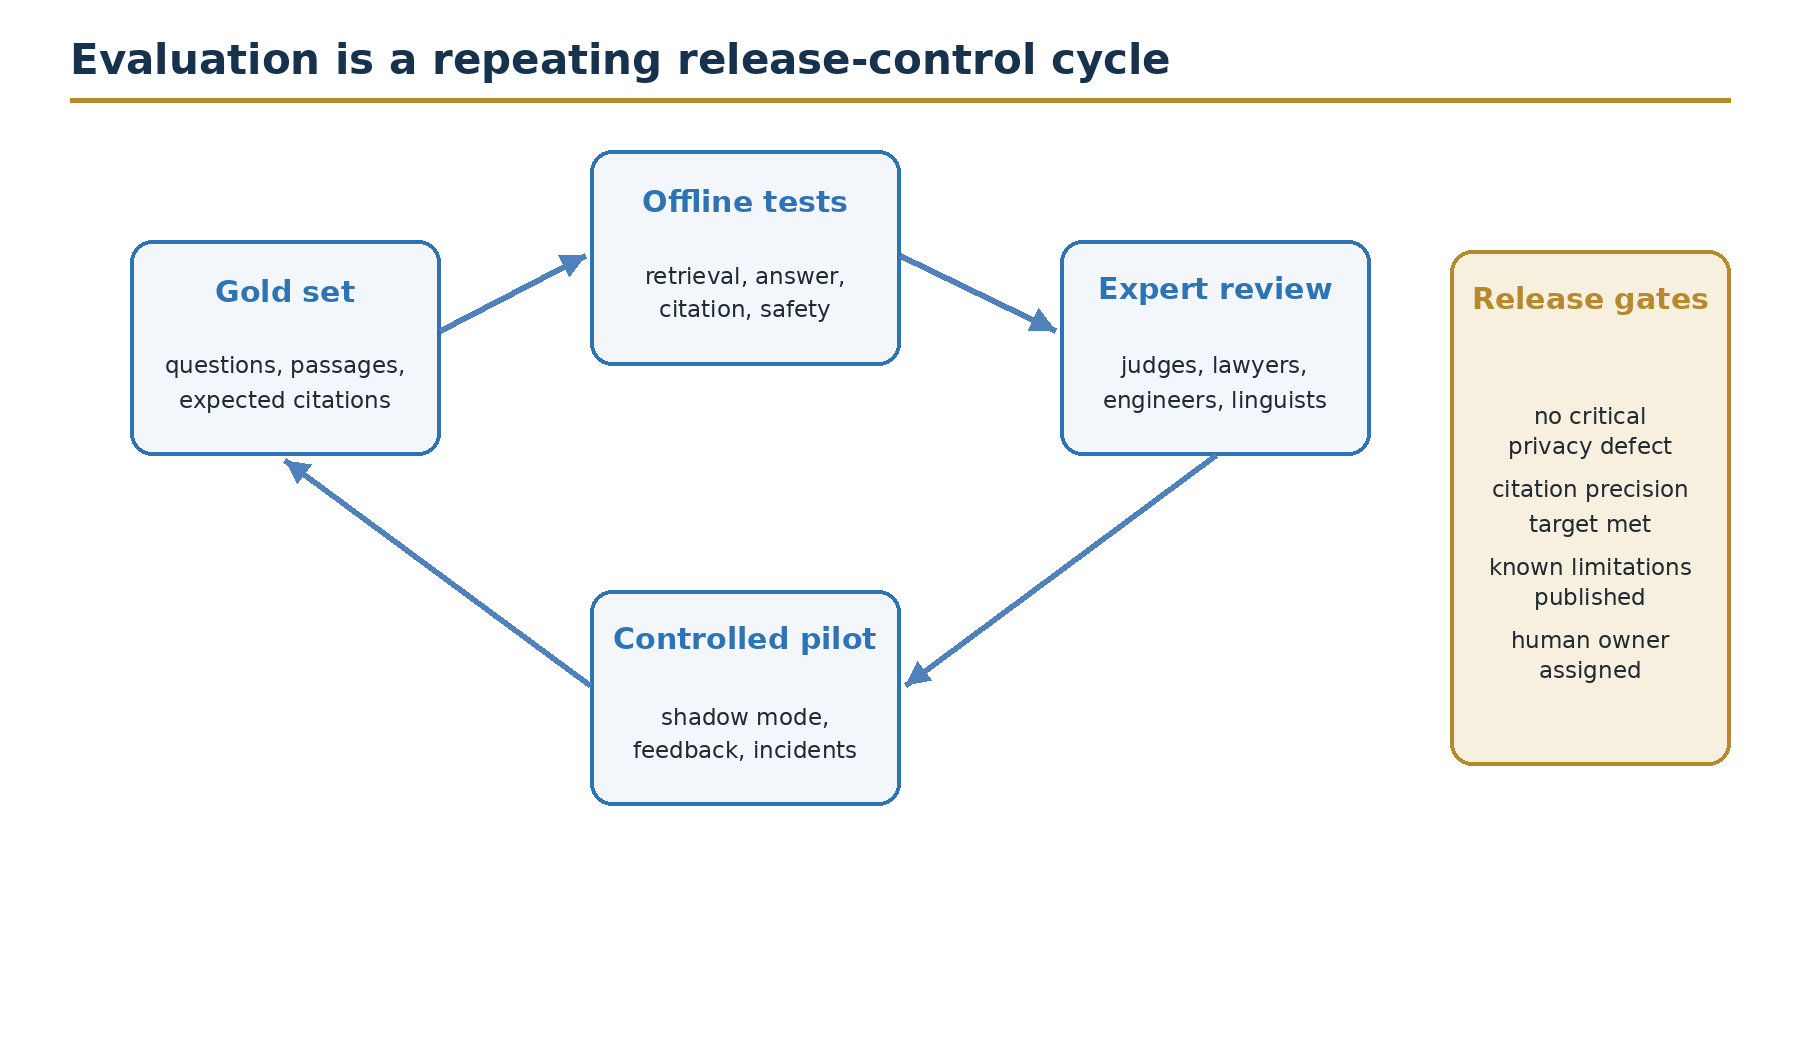 Evaluation is a repeating release-control cycle
Gold set
questions, passages,
expected citations
Offline tests
retrieval, answer,
citation, safety
Expert review
judges, lawyers,
engineers, linguists
Controlled pilot
shadow mode,
feedback, incidents
Release gates
no critical
privacy defect
citation precision
target met
known limitations
published
human owner
assigned